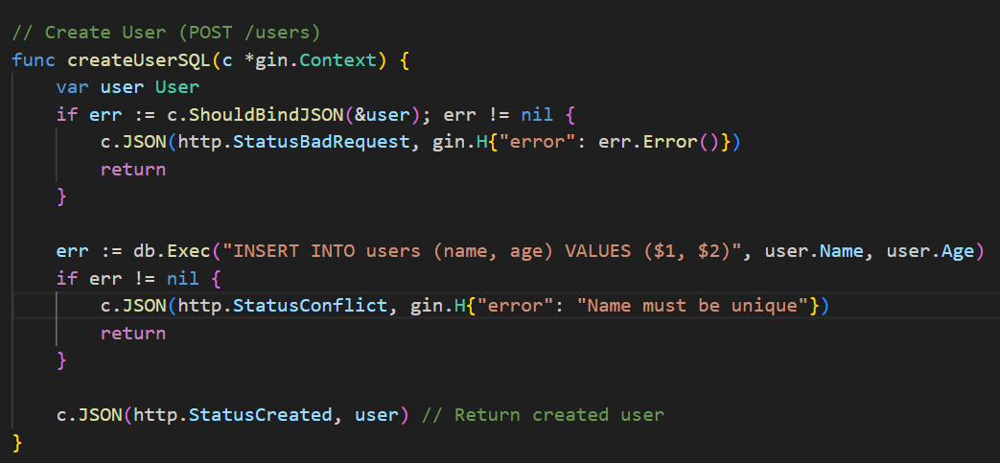 // Create User (POST /users)
func createUserSQL(c *gin.Context) {
    var user User
    if err := c.ShouldBindJSON(&user); err != nil {
        c.JSON(http.StatusBadRequest, gin.H{"error": err.Error()})
        return
    }

    err := db.Exec("INSERT INTO users (name, age) VALUES ($1, $2)", user.Name, user.Age)
    if err != nil {
        c.JSON(http.StatusConflict, gin.H{"error": "Name must be unique"})
        return
    }

    c.JSON(http.StatusCreated, user) // Return created user
}